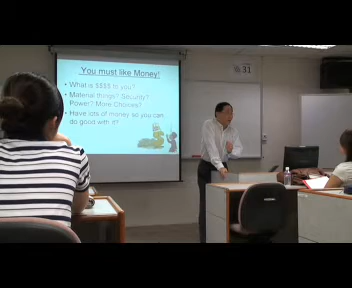 You must like Money!
• What is $$$$ to you?
• Material things? Security?
Power? More Choices?
• Have lots of money so you can
do good with it?
31